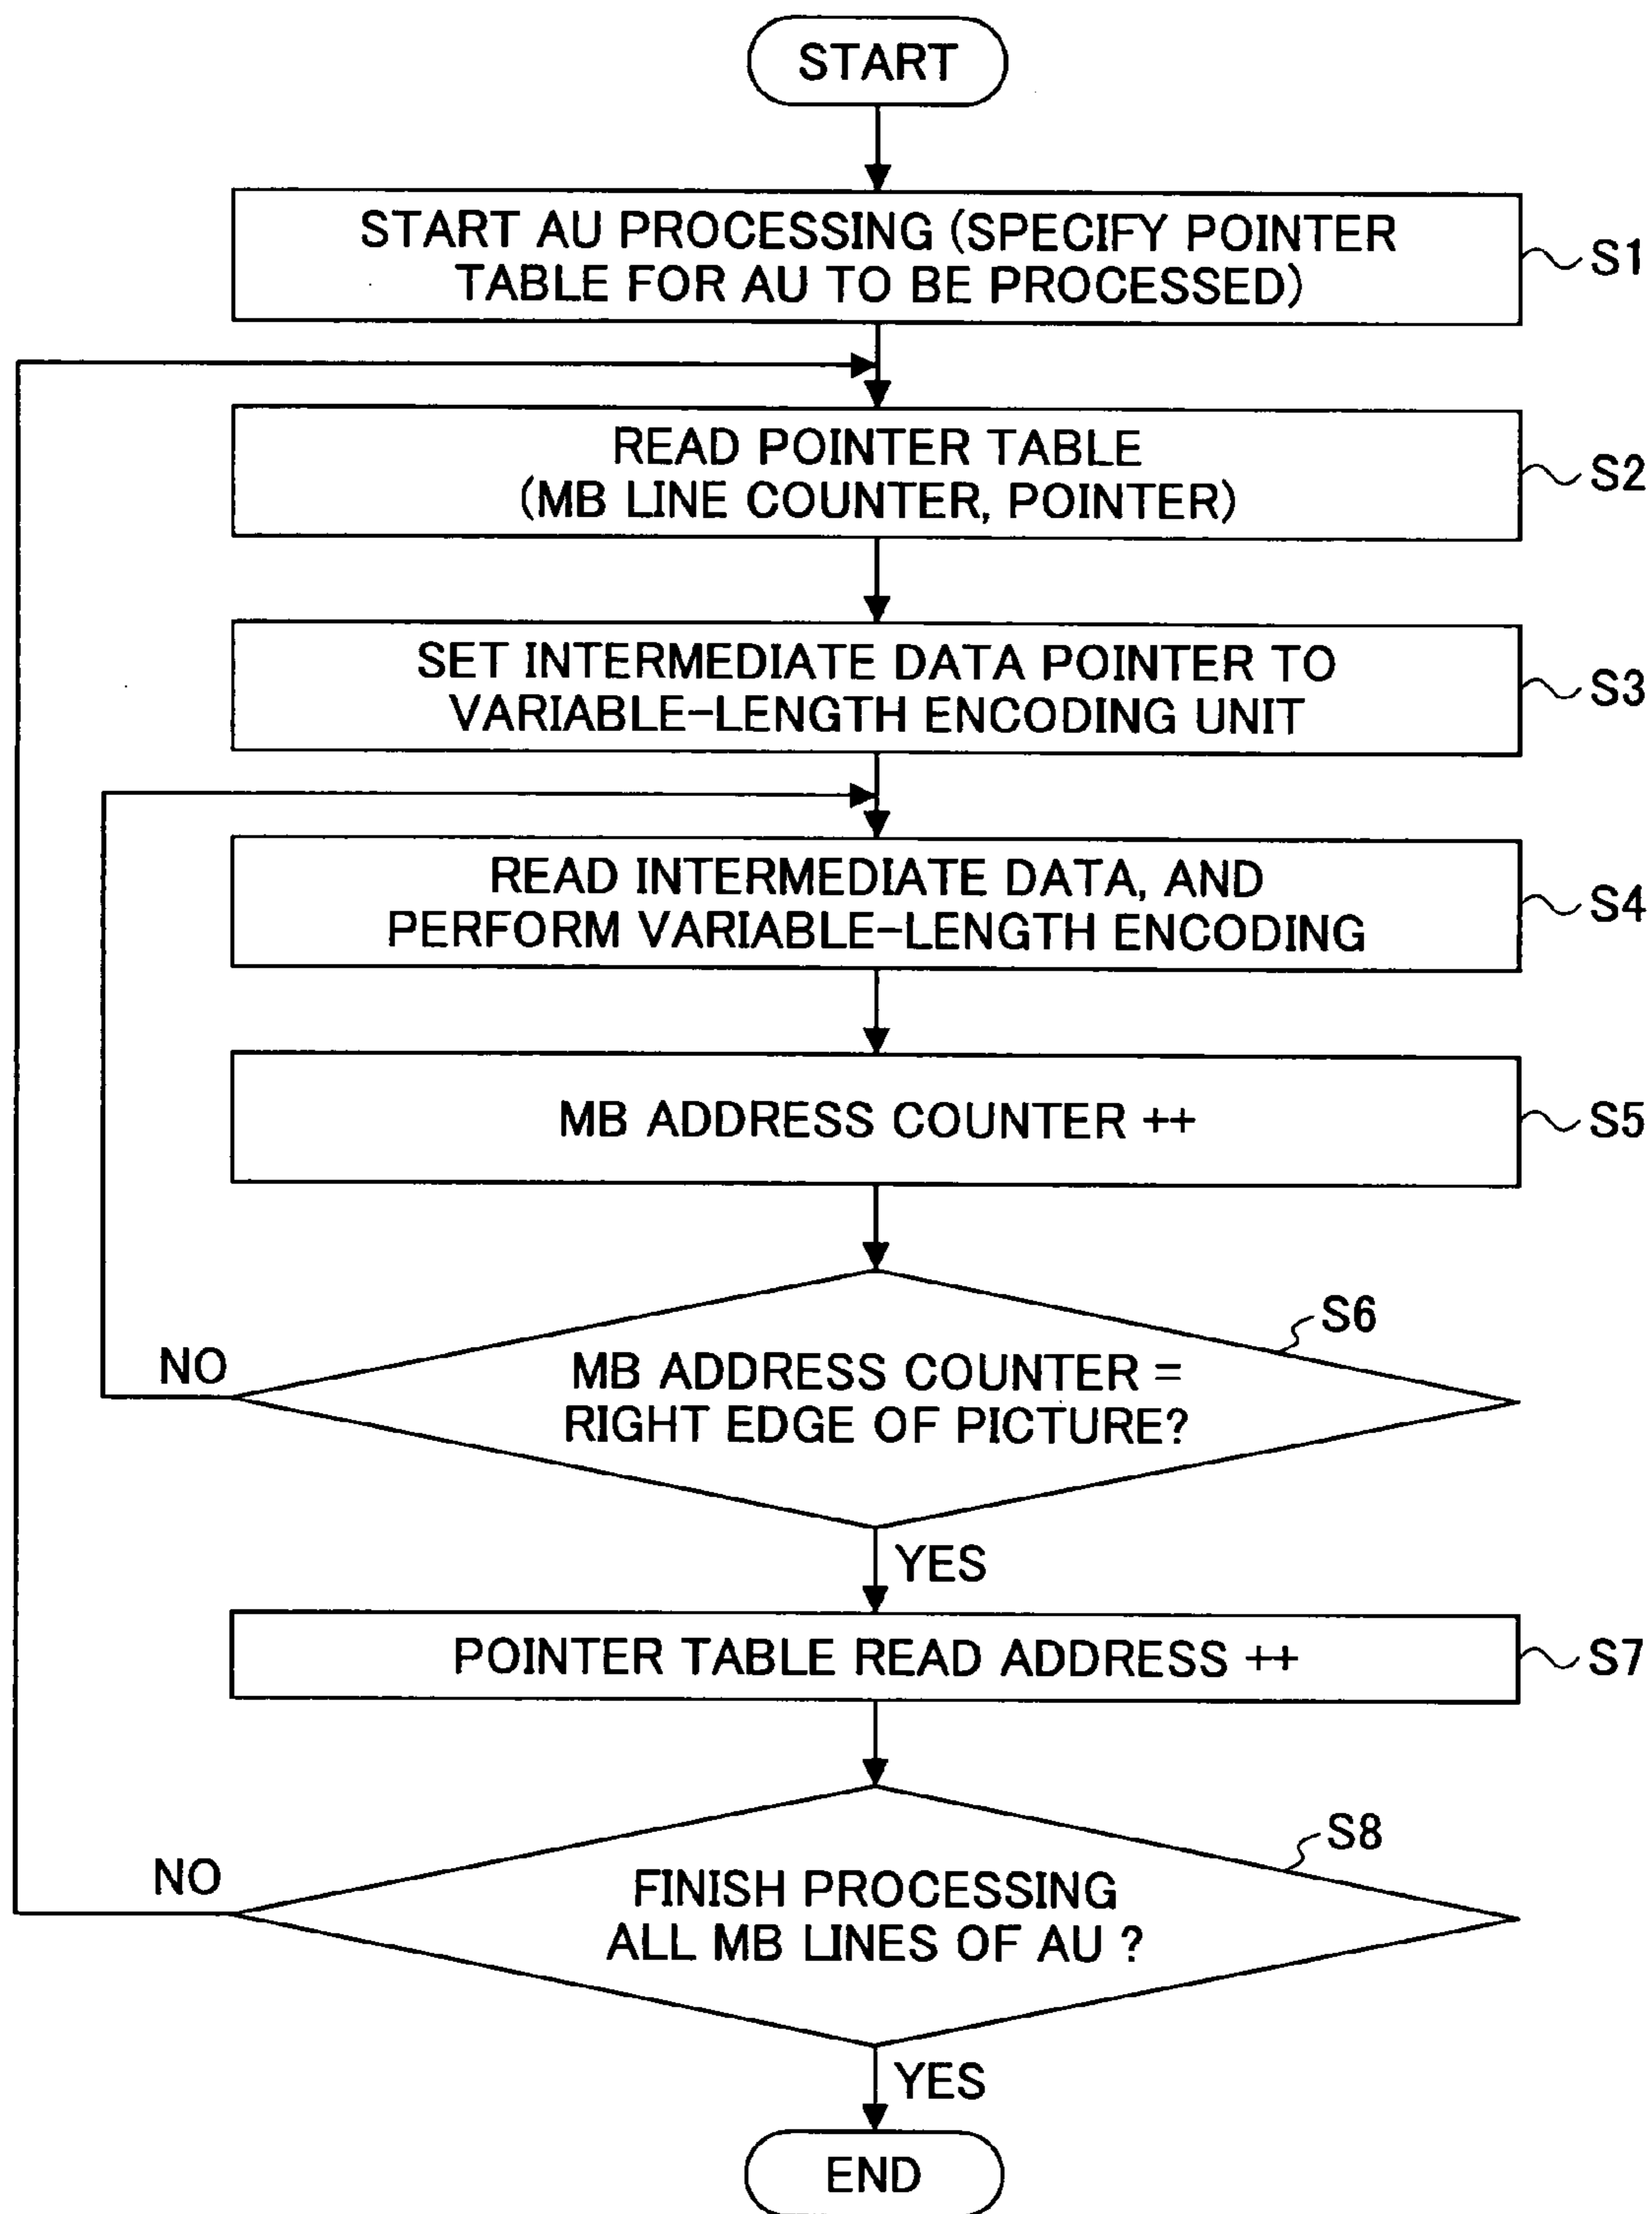 START
START AU PROCESSING (SPECIFY POINTER
TABLE FOR AU TO BE PROCESSED)
S1
READ POINTER TABLE
(MB LINE COUNTER, POINTER)
S2
SET INTERMEDIATE DATA POINTER TO
VARIABLE-LENGTH ENCODING UNIT
S3
READ INTERMEDIATE DATA, AND
PERFORM VARIABLE-LENGTH ENCODING
S4
MB ADDRESS COUNTER ++
S5
S6
NO
MB ADDRESS COUNTER =
RIGHT EDGE OF PICTURE?
YES
POINTER TABLE READ ADDRESS ++
S7
S8
NO
FINISH PROCESSING
ALL MB LINES OF AU ?
YES
END